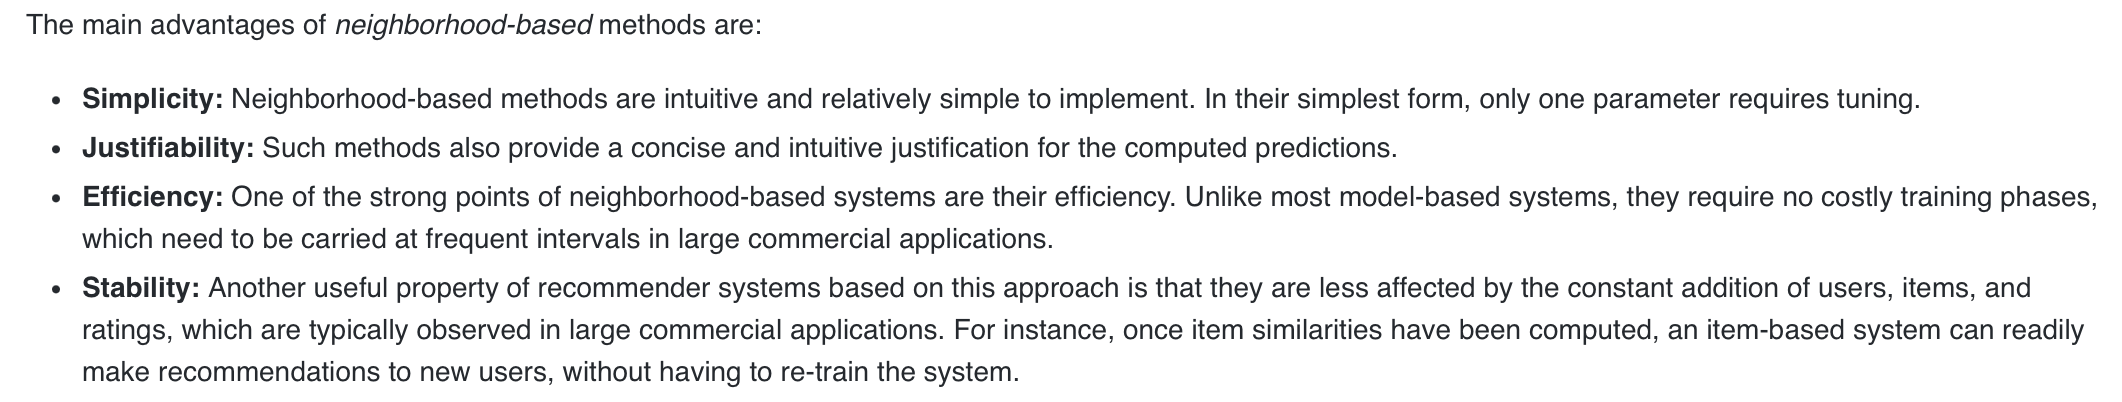 The main advantages of neighborhood-based methods are:
• Simplicity: Neighborhood-based methods are intuitive and relatively simple to implement. In their simplest form, only one parameter requires tuning.
• Justifiability: Such methods also provide a concise and intuitive justification for the computed predictions.
• Efficiency: One of the strong points of neighborhood-based systems are their efficiency. Unlike most model-based systems, they require no costly training phases,
which need to be carried at frequent intervals in large commercial applications.
• Stability: Another useful property of recommender systems based on this approach is that they are less affected by the constant addition of users, items, and
ratings, which are typically observed in large commercial applications. For instance, once item similarities have been computed, an item-based system can readily
make recommendations to new users, without having to re-train the system.